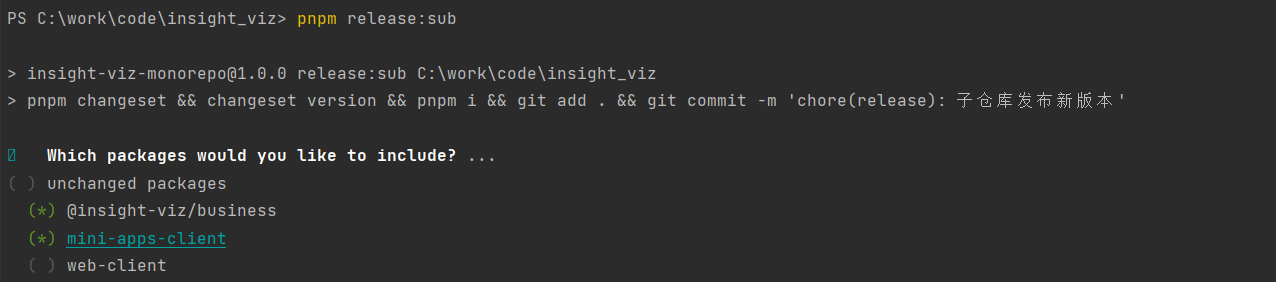 PS C:\work\code\insight_viz> pnpm release:sub
> insight-viz-monorepo@1.0.0 release:sub C:\work\code\insight_viz
> pnpm changeset && changeset version && pnpm i && git add . && git commit -m 'chore(release): 子仓库发布新版本'
Which packages would you like to include? ...
( ) unchanged packages
(*) @insight-viz/business
(*) mini-apps-client
( ) web-client